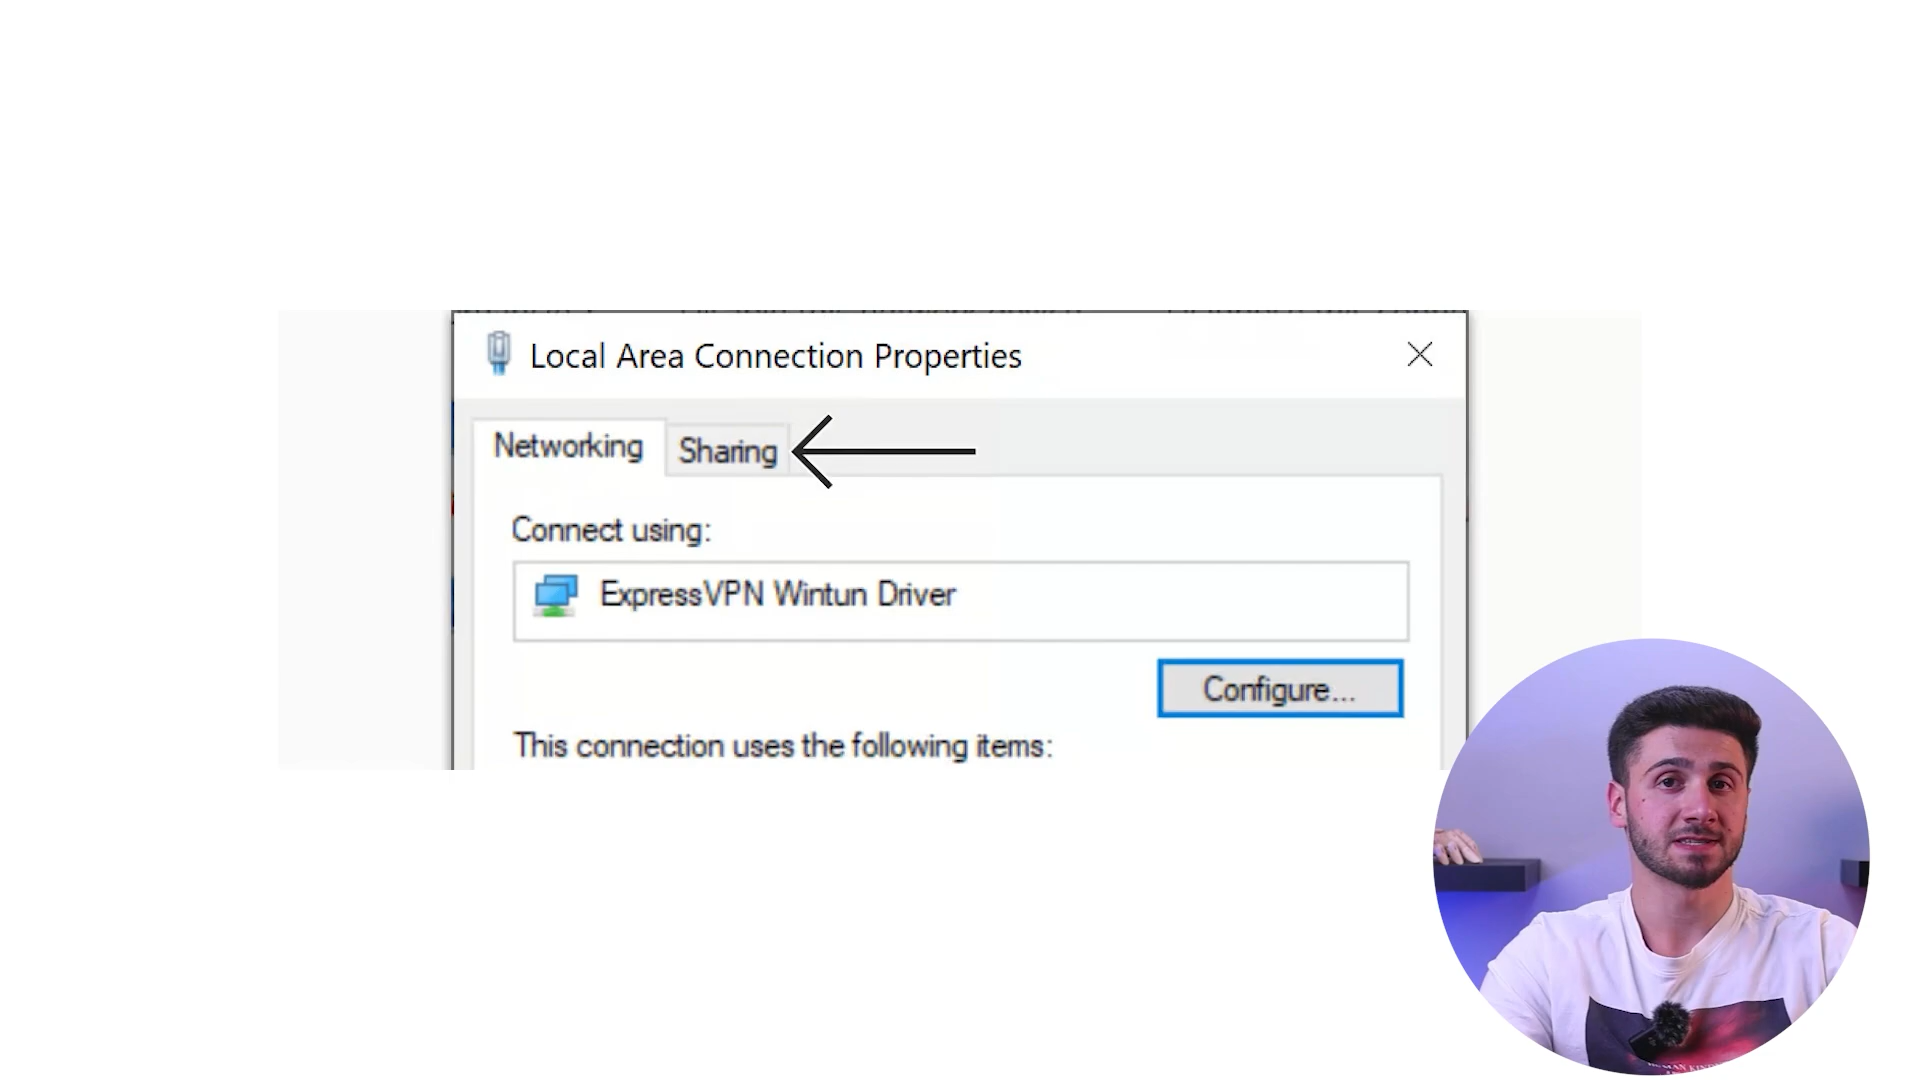 Local Area Connection Properties
Networking
Sharing
Connect using:
ExpressVPN Wintun Driver
Configure...
This connection uses the following items: